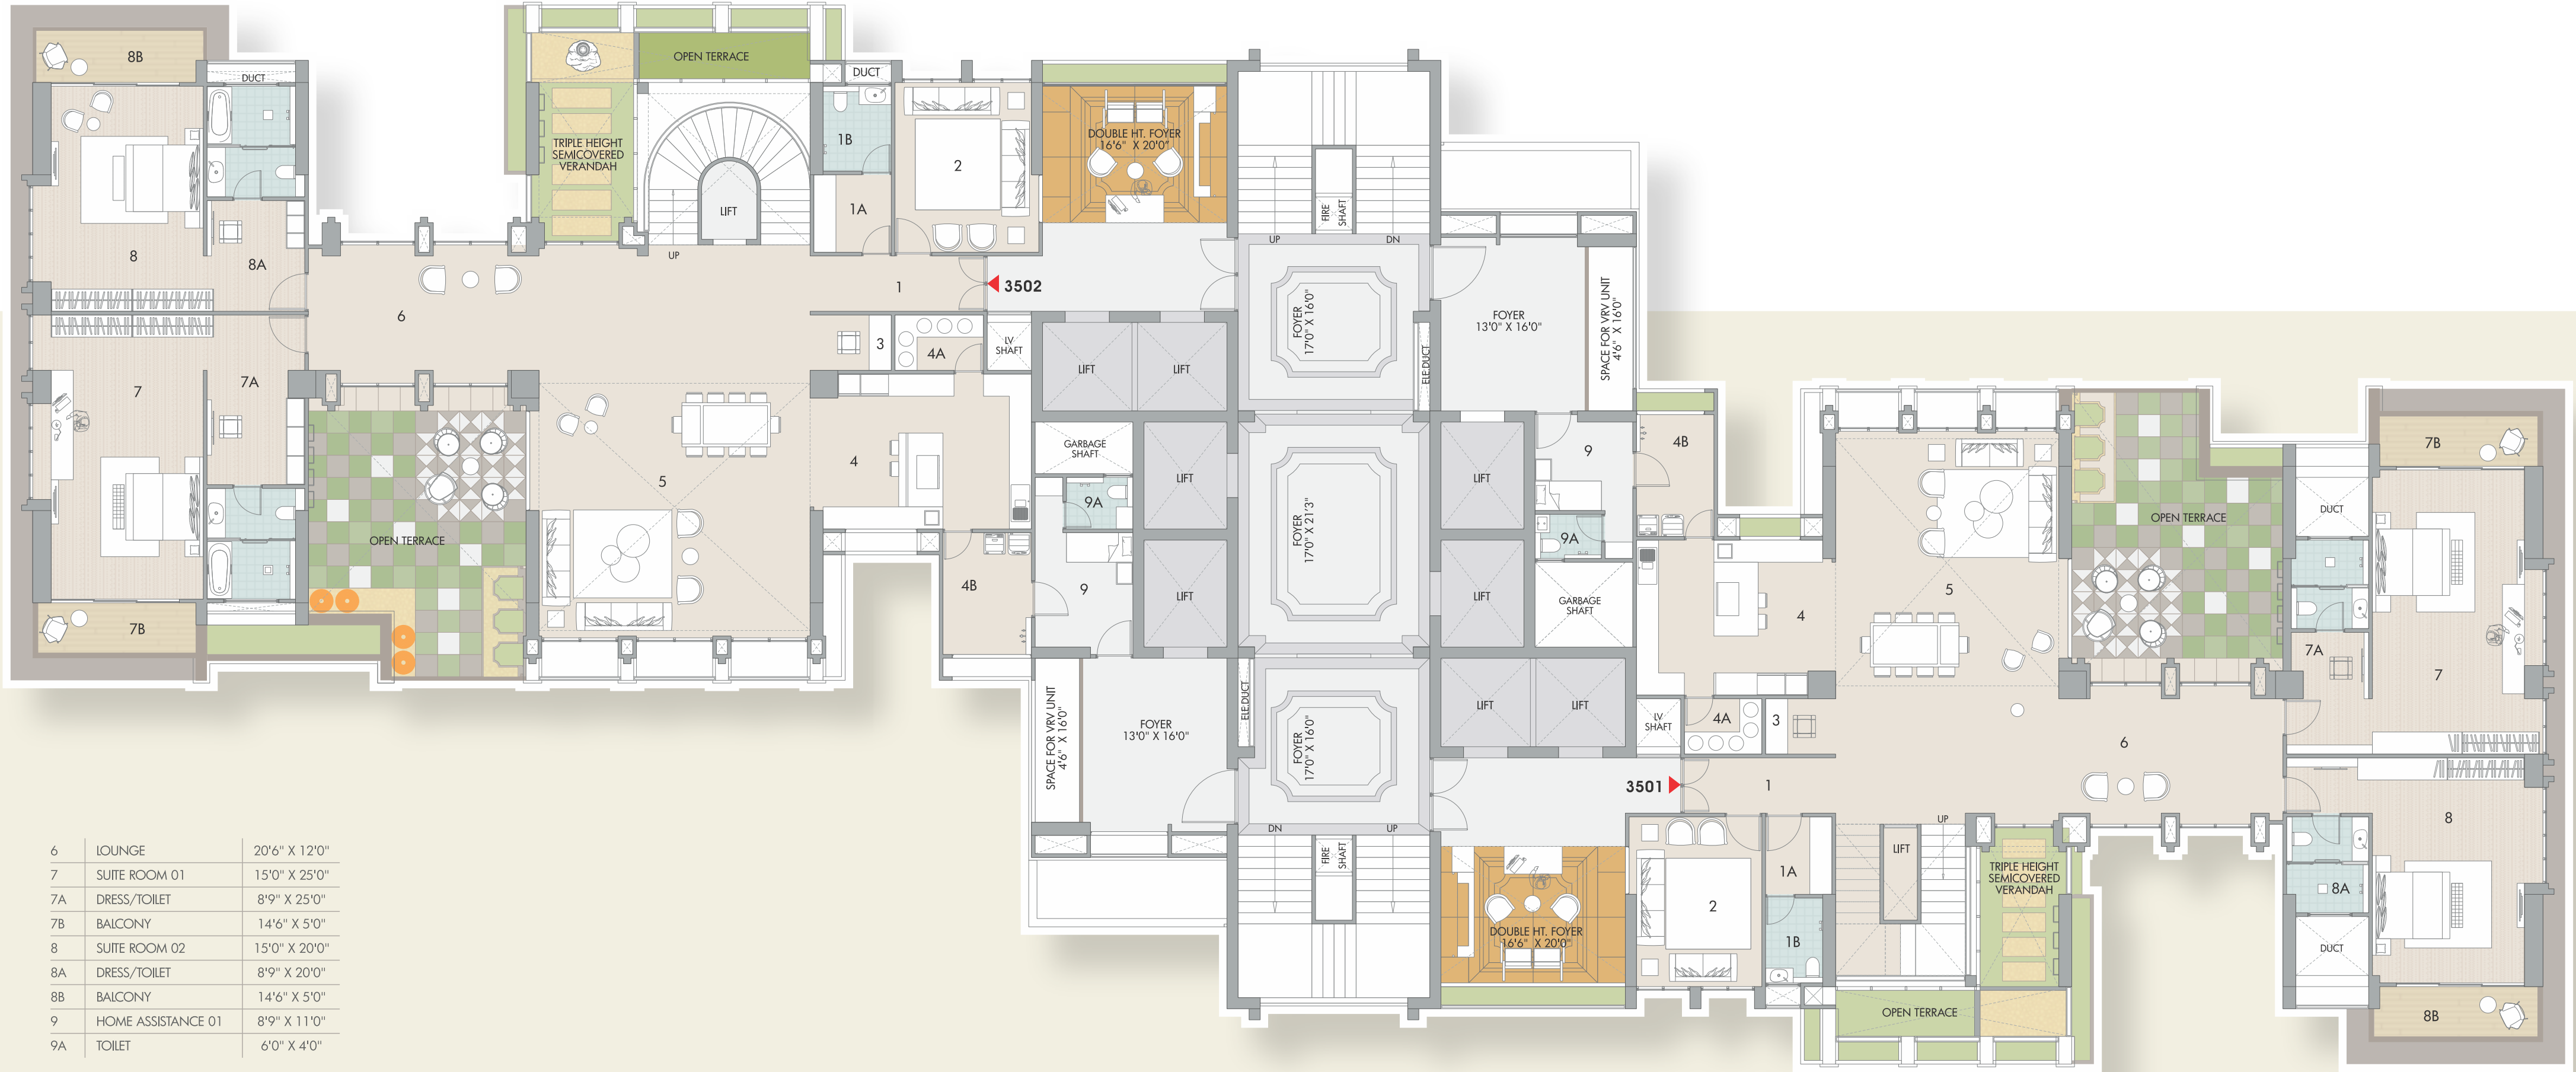 8B
DUCT
OPEN TERRACE
DUCT
TRIPLE HEIGHT
SEMICOVERED
VERANDAH
1B
2
DOUBLE HT. FOYER
16'6" X 20'0"
LIFT
1A
FIRE
SHAFT
UP
DN
8
8A
UP
6
1
3502
FOYER
17'0" X 16'0"
FOYER
13'0" X 16'0"
SPACE FOR VRV UNIT
4'6" X 16'0"
3
4A
LV
SHAFT
LIFT
LIFT
ELE.DUCT
7
7A
5
4
GARBAGE
SHAFT
LIFT
9A
OPEN TERRACE
FOYER
17'0" X 21'3"
LIFT
9
4B
9A
7B
OPEN TERRACE
DUCT
7B
4B
9
LIFT
LIFT
GARBAGE
SHAFT
4
5
7A
7
SPACE FOR VRV UNIT
4'6" X 16'0"
FOYER
13'0" X 16'0"
ELE.DUCT
FOYER
17'0" X 16'0"
LIFT
LIFT
LV
SHAFT
4A
3
6
3501
1
DN
UP
FIRE
SHAFT
UP
LIFT
8
TRIPLE HEIGHT
SEMICOVERED
VERANDAH
1A
8A
2
DOUBLE HT. FOYER
16'6" X 20'0"
1B
DUCT
OPEN TERRACE
8B
6 LOUNGE 20'6" X 12'0"
7 SUITE ROOM 01 15'0" X 25'0"
7A DRESS/TOILET 8'9" X 25'0"
7B BALCONY 14'6" X 5'0"
8 SUITE ROOM 02 15'0" X 20'0"
8A DRESS/TOILET 8'9" X 20'0"
8B BALCONY 14'6" X 5'0"
9 HOME ASSISTANCE 01 8'9" X 11'0"
9A TOILET 6'0" X 4'0"